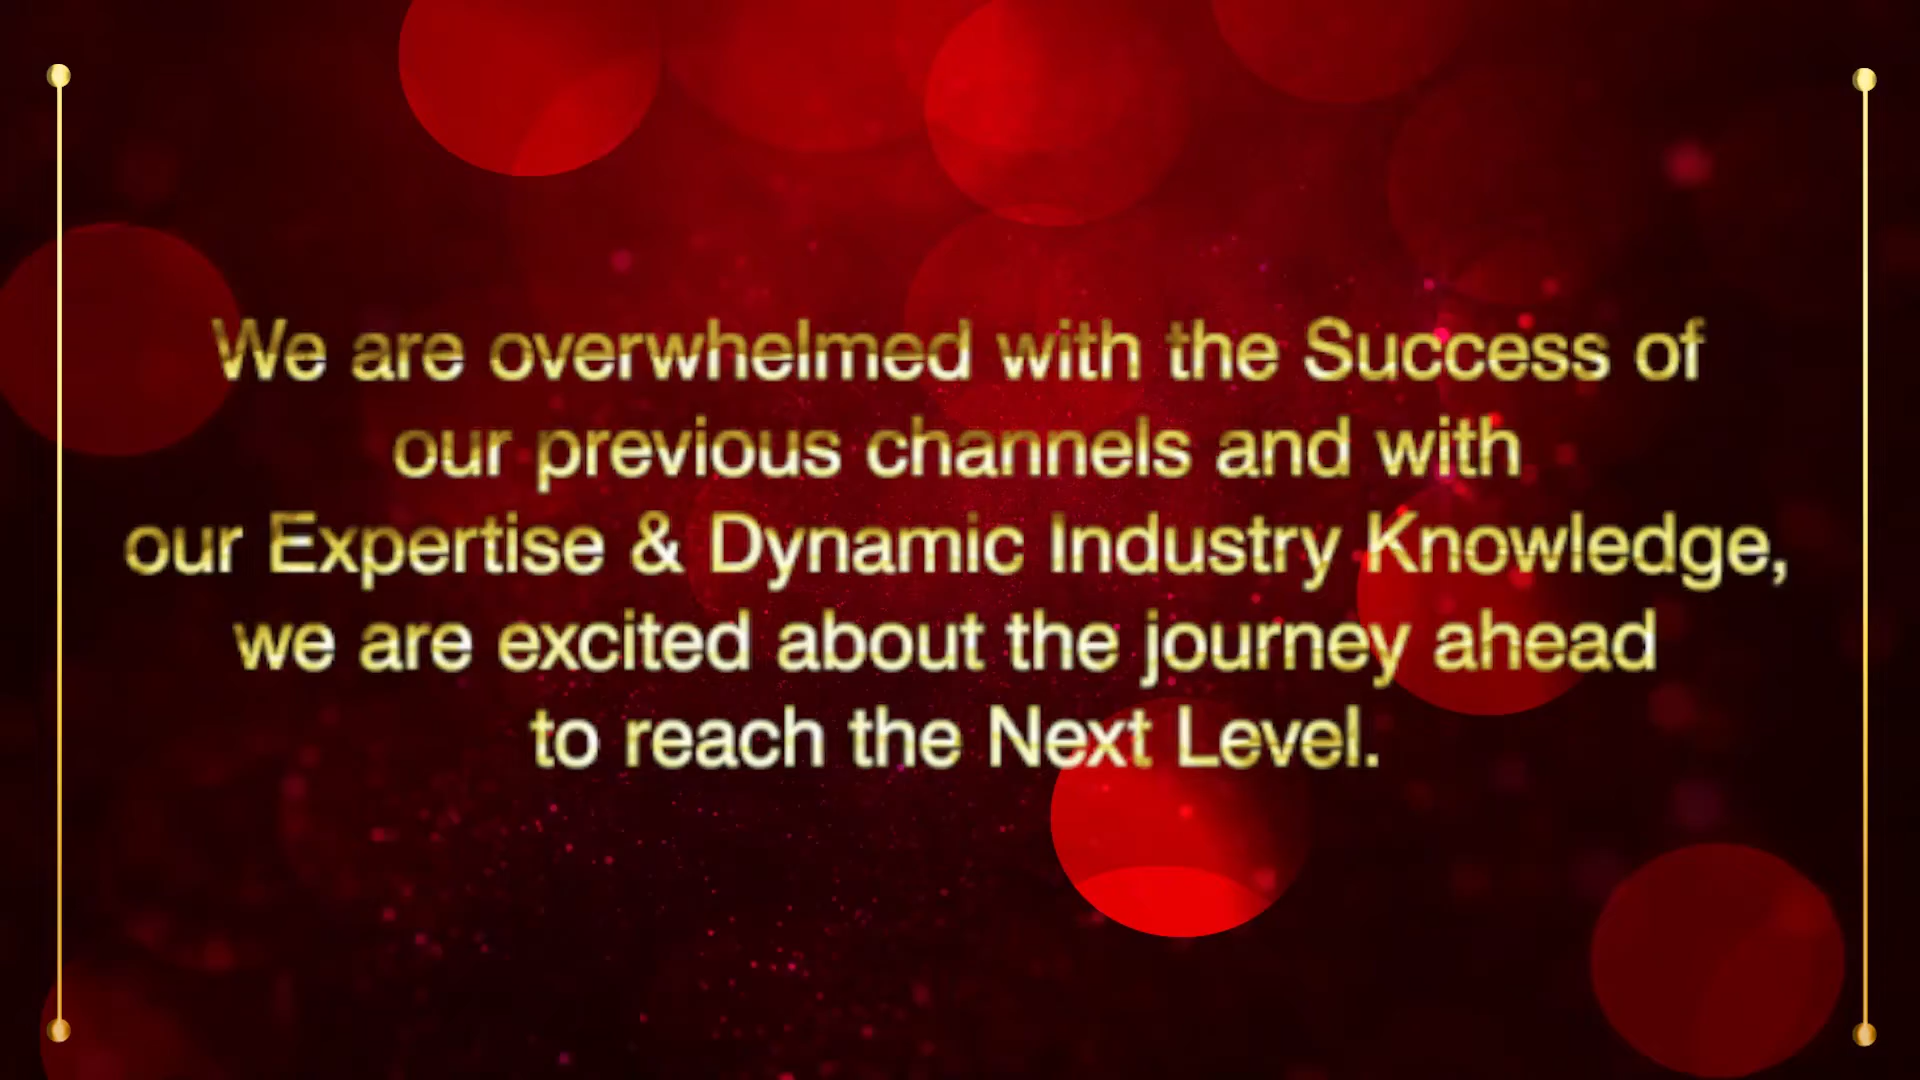 We are overwhelmed with the Success of
our previous channels and with
our Expertise & Dynamic Industry Knowledge,
we are excited about the journey ahead
to reach the Next Level.